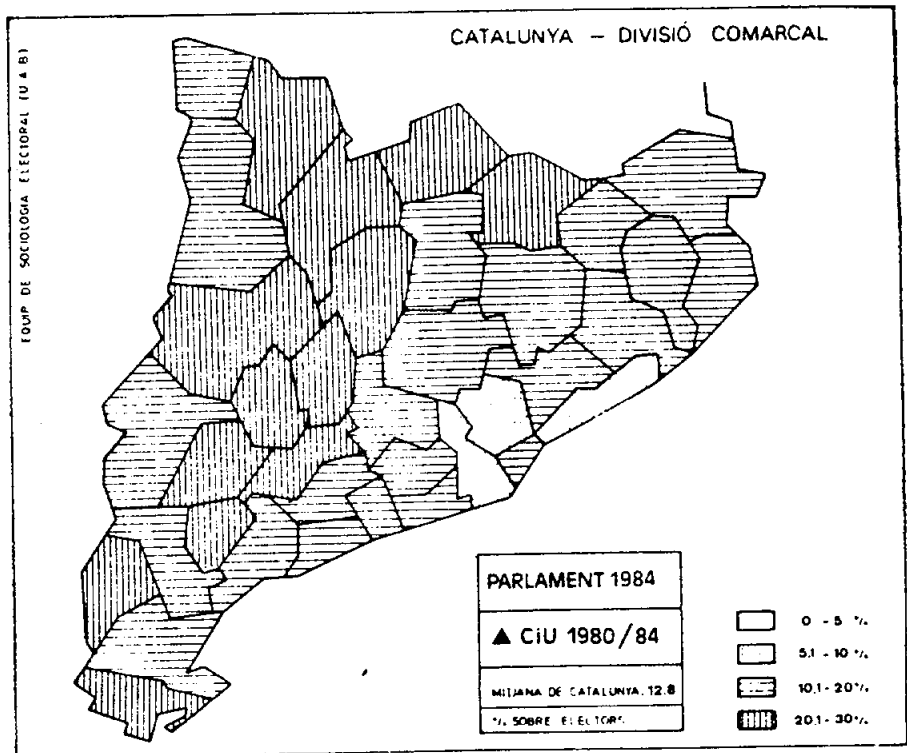 CATALUNYA – DIVISIÓ COMARCAL
EQUIP DE SOCIOLOGIA ELECTORAL (U A B)
PARLAMENT 1984
▲ CiU 1980/84
MITJANA DE CATALUNYA: 12.8
% SOBRE ELECTORS
0 - 5 %
5,1 - 10 %
10,1 - 20%
20,1 - 30%